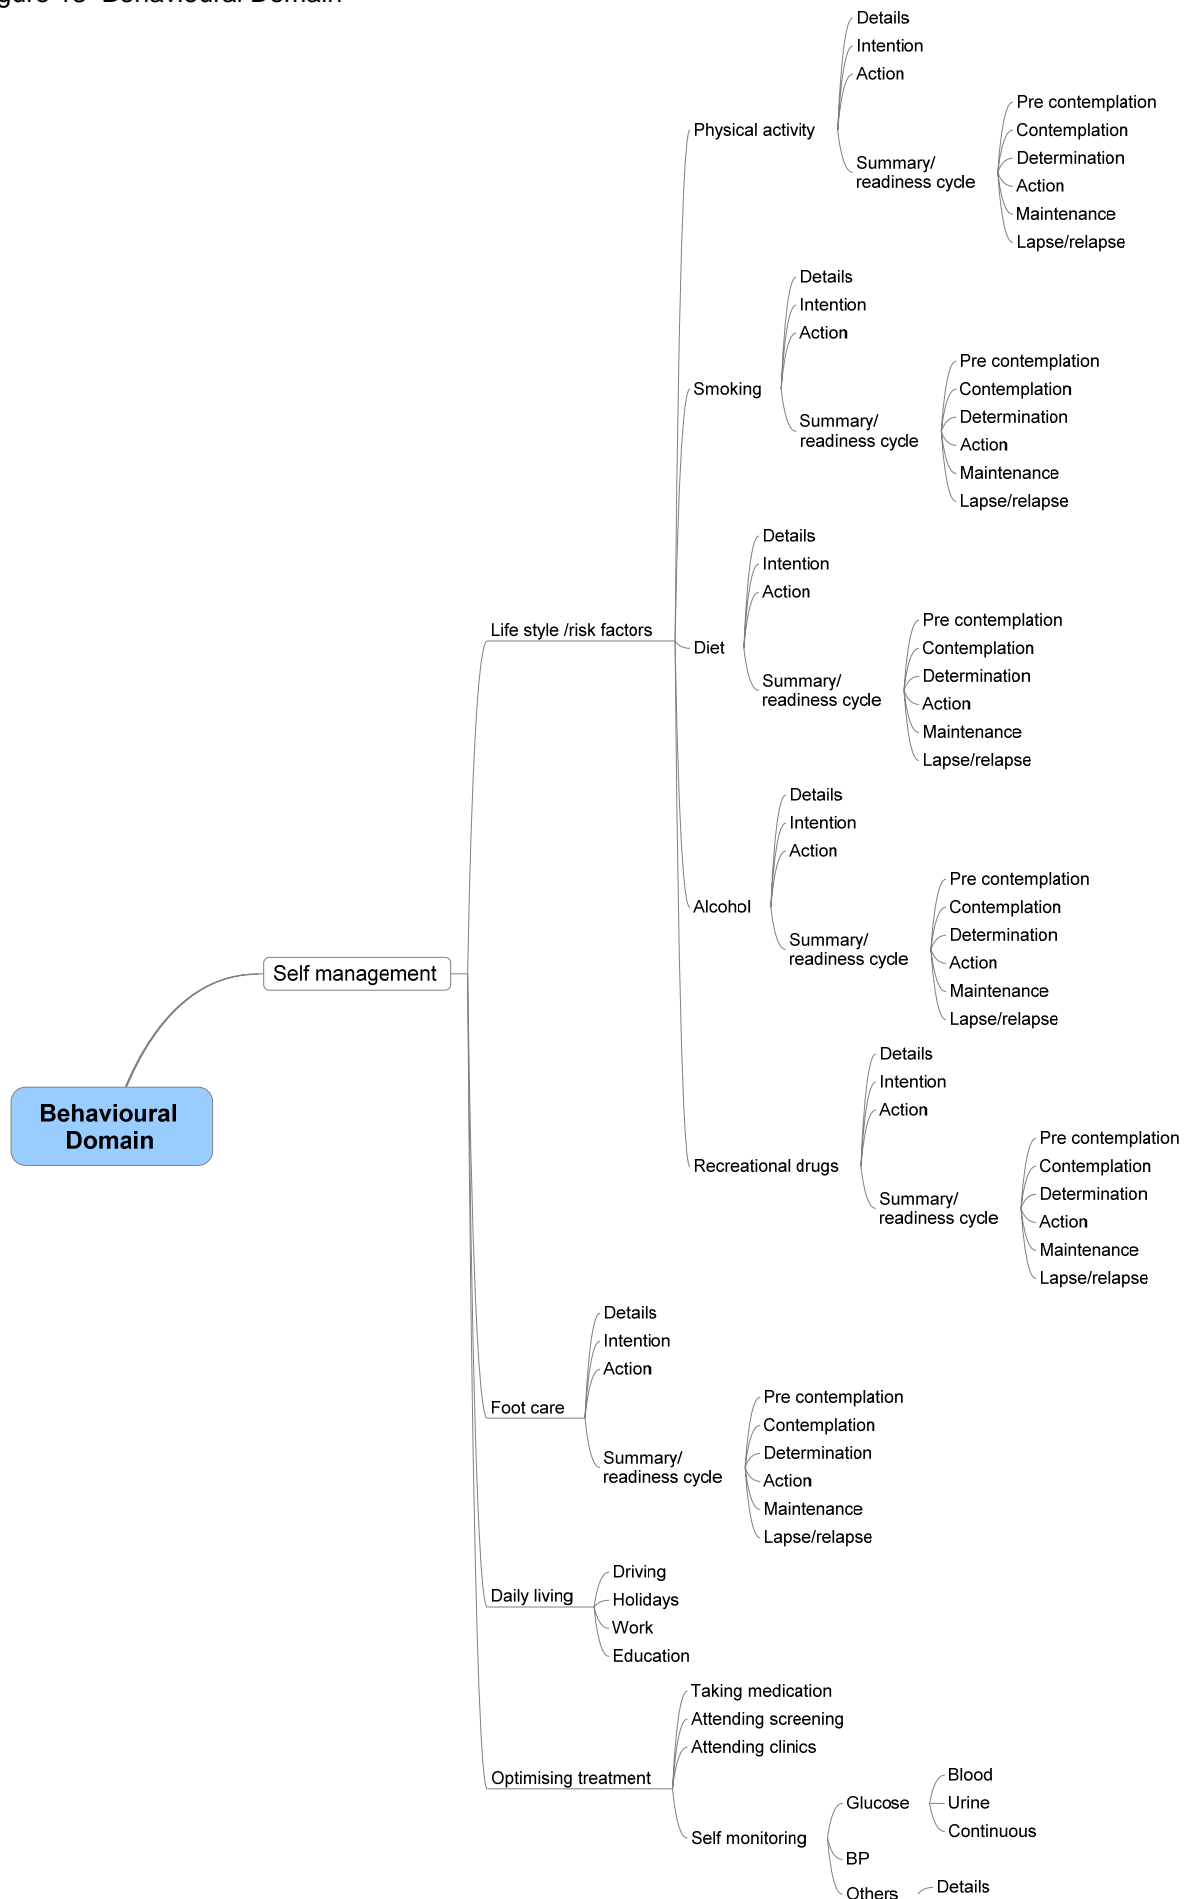 Behavioural Domain
Details
Intention
Action
Pre contemplation
Contemplation
Physical activity
Determination
Summary/
readiness cycle
Action
Maintenance
Lapse/relapse
Details
Intention
Action
Pre contemplation
Smoking
Contemplation
Determination
Summary/
readiness cycle
Action
Maintenance
Lapse/relapse
Details
Intention
Action
Pre contemplation
Life style /risk factors
Diet
Contemplation
Determination
Summary/
readiness cycle
Action
Maintenance
Lapse/relapse
Details
Intention
Action
Pre contemplation
Alcohol
Contemplation
Determination
Summary/
readiness cycle
Action
Maintenance
Lapse/relapse
Self management
Details
Intention
Action
Behavioural
Domain
Pre contemplation
Recreational drugs
Contemplation
Determination
Summary/
readiness cycle
Action
Maintenance
Lapse/relapse
Details
Intention
Action
Pre contemplation
Foot care
Contemplation
Determination
Summary/
readiness cycle
Action
Maintenance
Lapse/relapse
Driving
Daily living
Holidays
Work
Education
Taking medication
Attending screening
Attending clinics
Optimising treatment
Blood
Glucose
Urine
Continuous
Self monitoring
BP
Others
Details